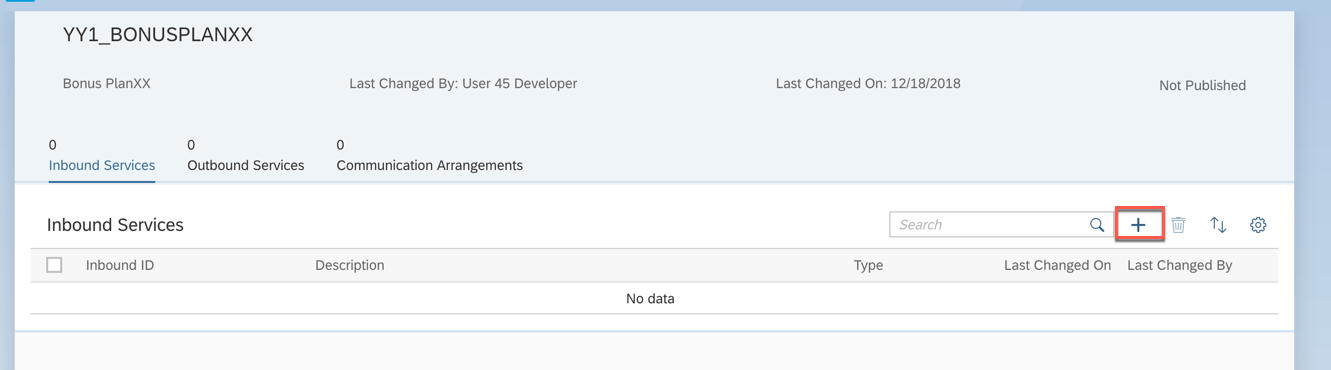 YY1_BONUSPLANXX
Bonus PlanXX Last Changed By: User 45 Developer Last Changed On: 12/18/2018 Not Published
0 0 0
Inbound Services Outbound Services Communication Arrangements
Inbound Services Search
Inbound ID Description Type Last Changed On Last Changed By
No data